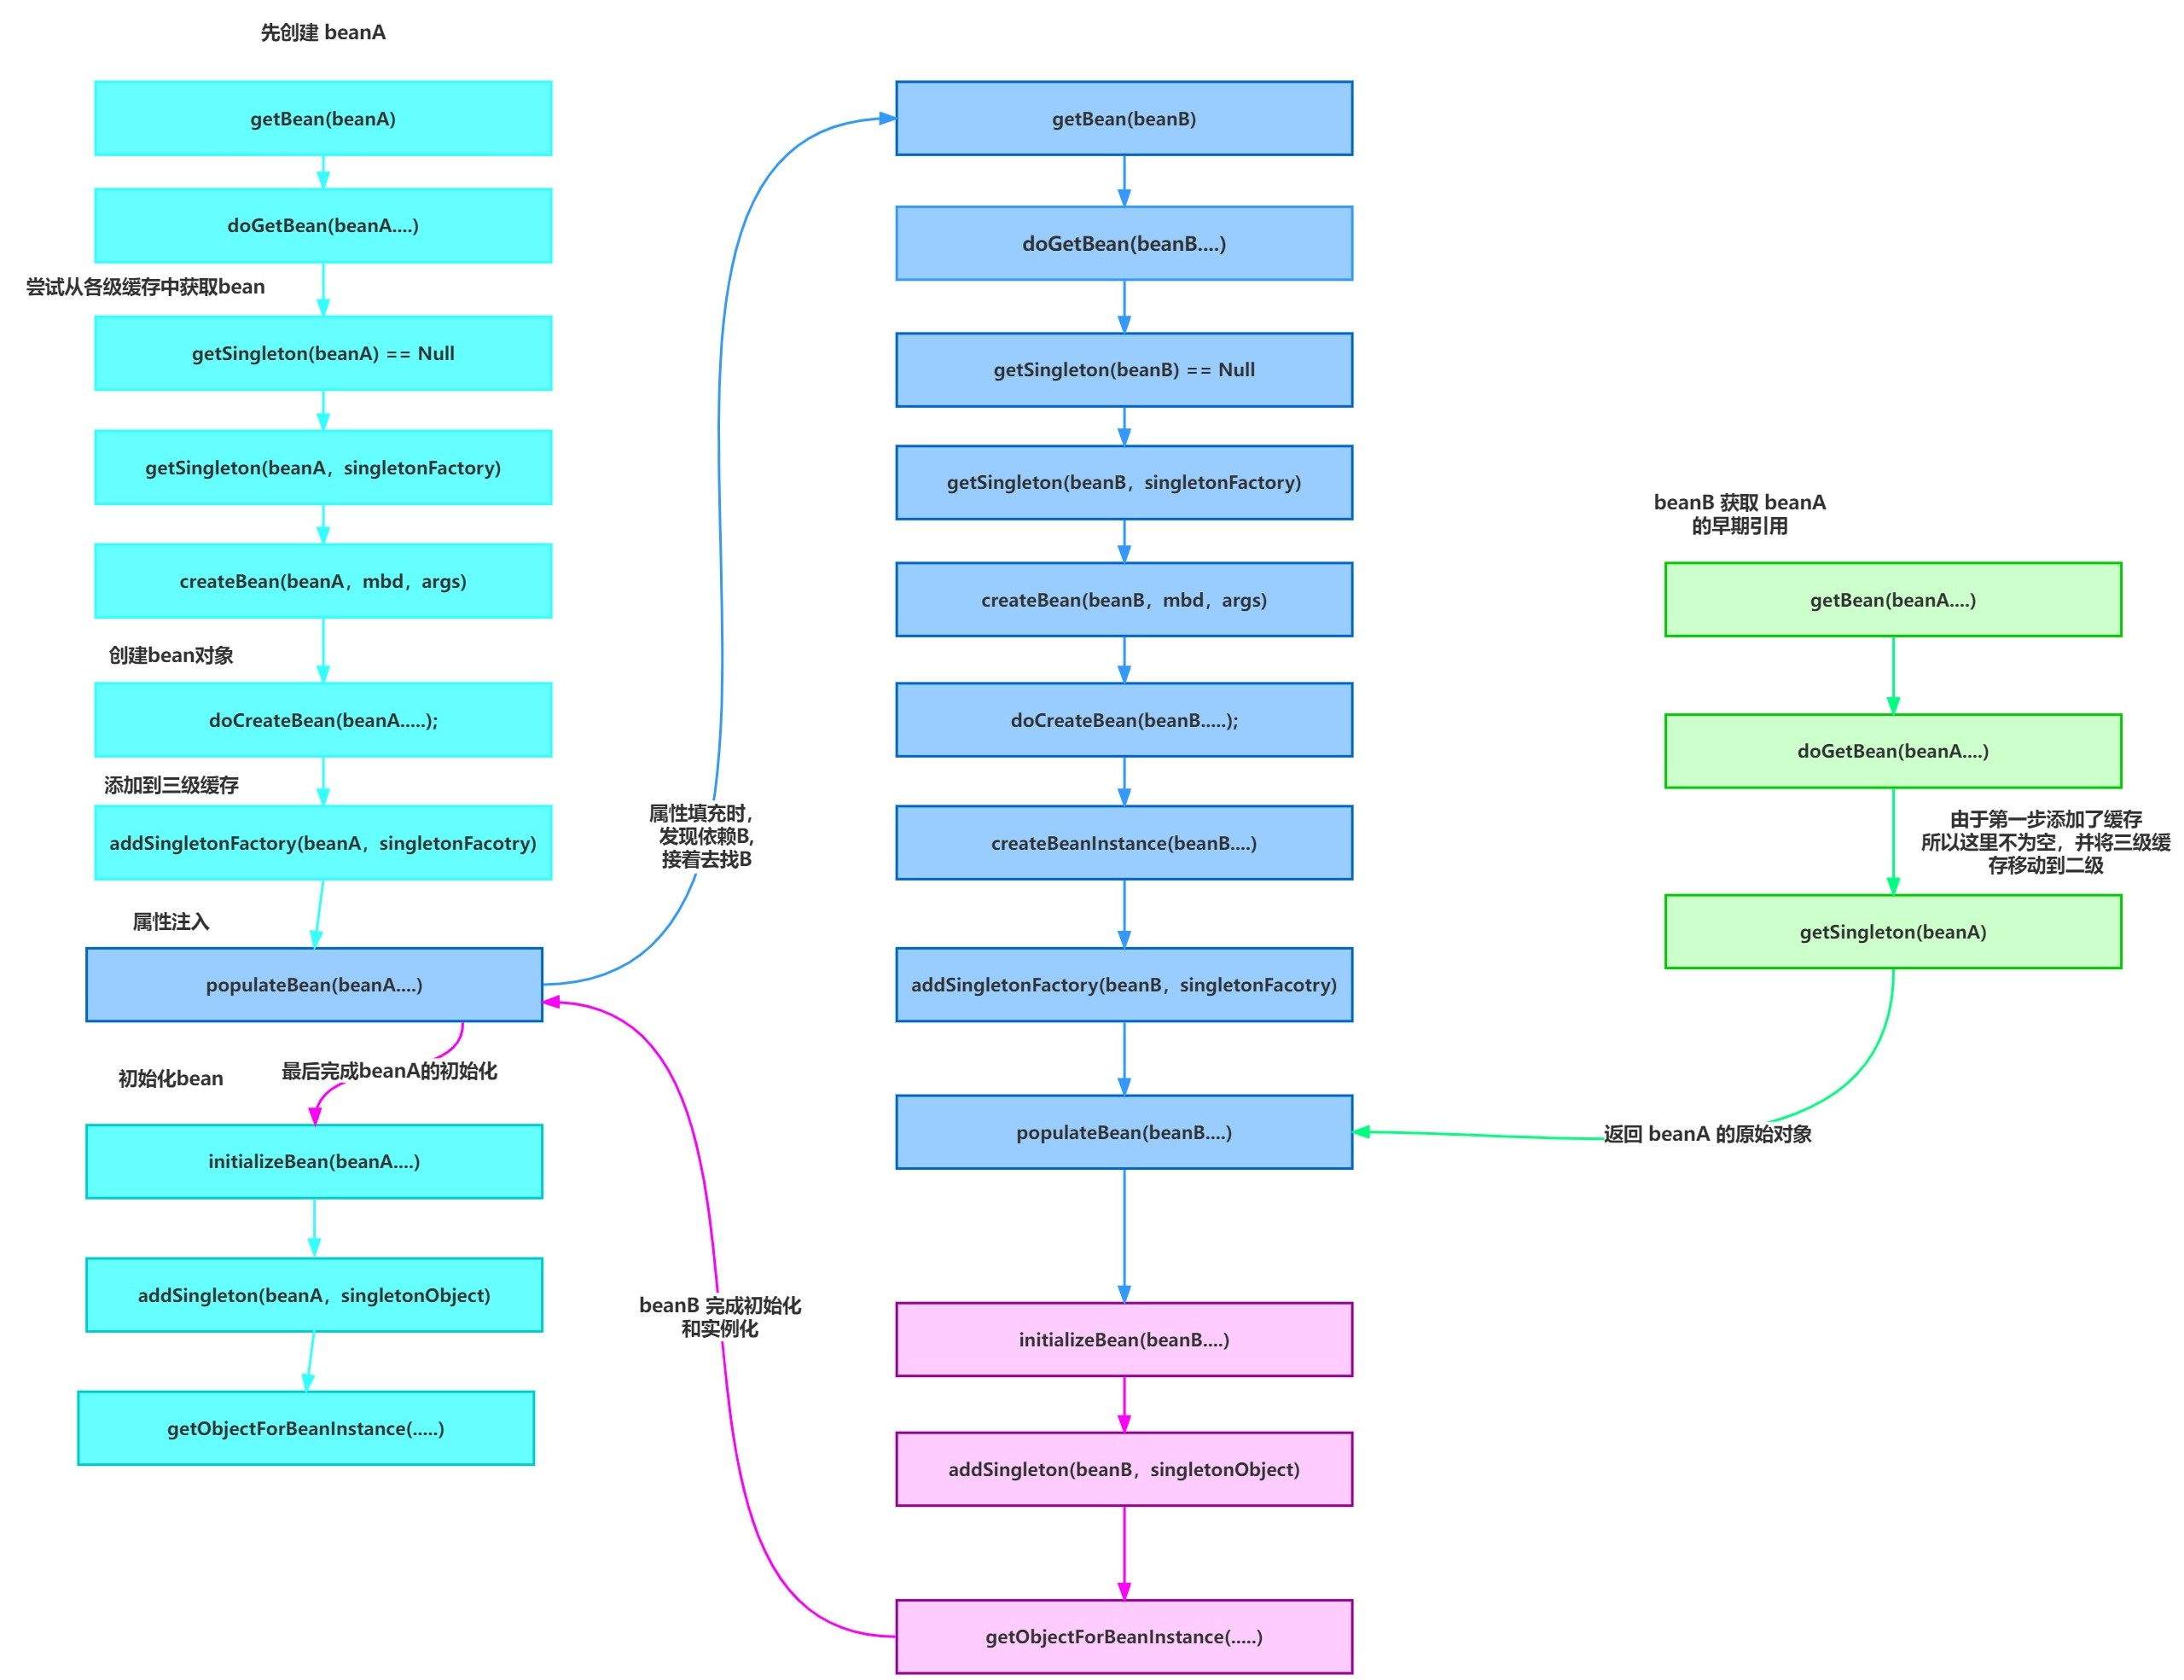 先创建 beanA
getBean(beanA)
doGetBean(beanA....)
尝试从各级缓存中获取bean
getSingleton(beanA) == Null
getSingleton(beanA，singletonFactory)
createBean(beanA，mbd，args)
创建bean对象
doCreateBean(beanA.....);
添加到三级缓存
addSingletonFactory(beanA，singletonFacotry)
属性注入
populateBean(beanA....)
初始化bean
最后完成beanA的初始化
initializeBean(beanA....)
addSingleton(beanA，singletonObject)
getObjectForBeanInstance(.....)
属性填充时，
发现依赖B,
接着去找B
beanB 完成初始化
和实例化
getBean(beanB)
doGetBean(beanB....)
getSingleton(beanB) == Null
getSingleton(beanB，singletonFactory)
createBean(beanB，mbd，args)
doCreateBean(beanB.....);
createBeanInstance(beanB....)
addSingletonFactory(beanB，singletonFacotry)
populateBean(beanB....)
initializeBean(beanB....)
addSingleton(beanB，singletonObject)
getObjectForBeanInstance(.....)
beanB 获取 beanA
的早期引用
getBean(beanA....)
doGetBean(beanA....)
由于第一步添加了缓存
所以这里不为空，并将三级缓
存移动到二级
getSingleton(beanA)
返回 beanA 的原始对象